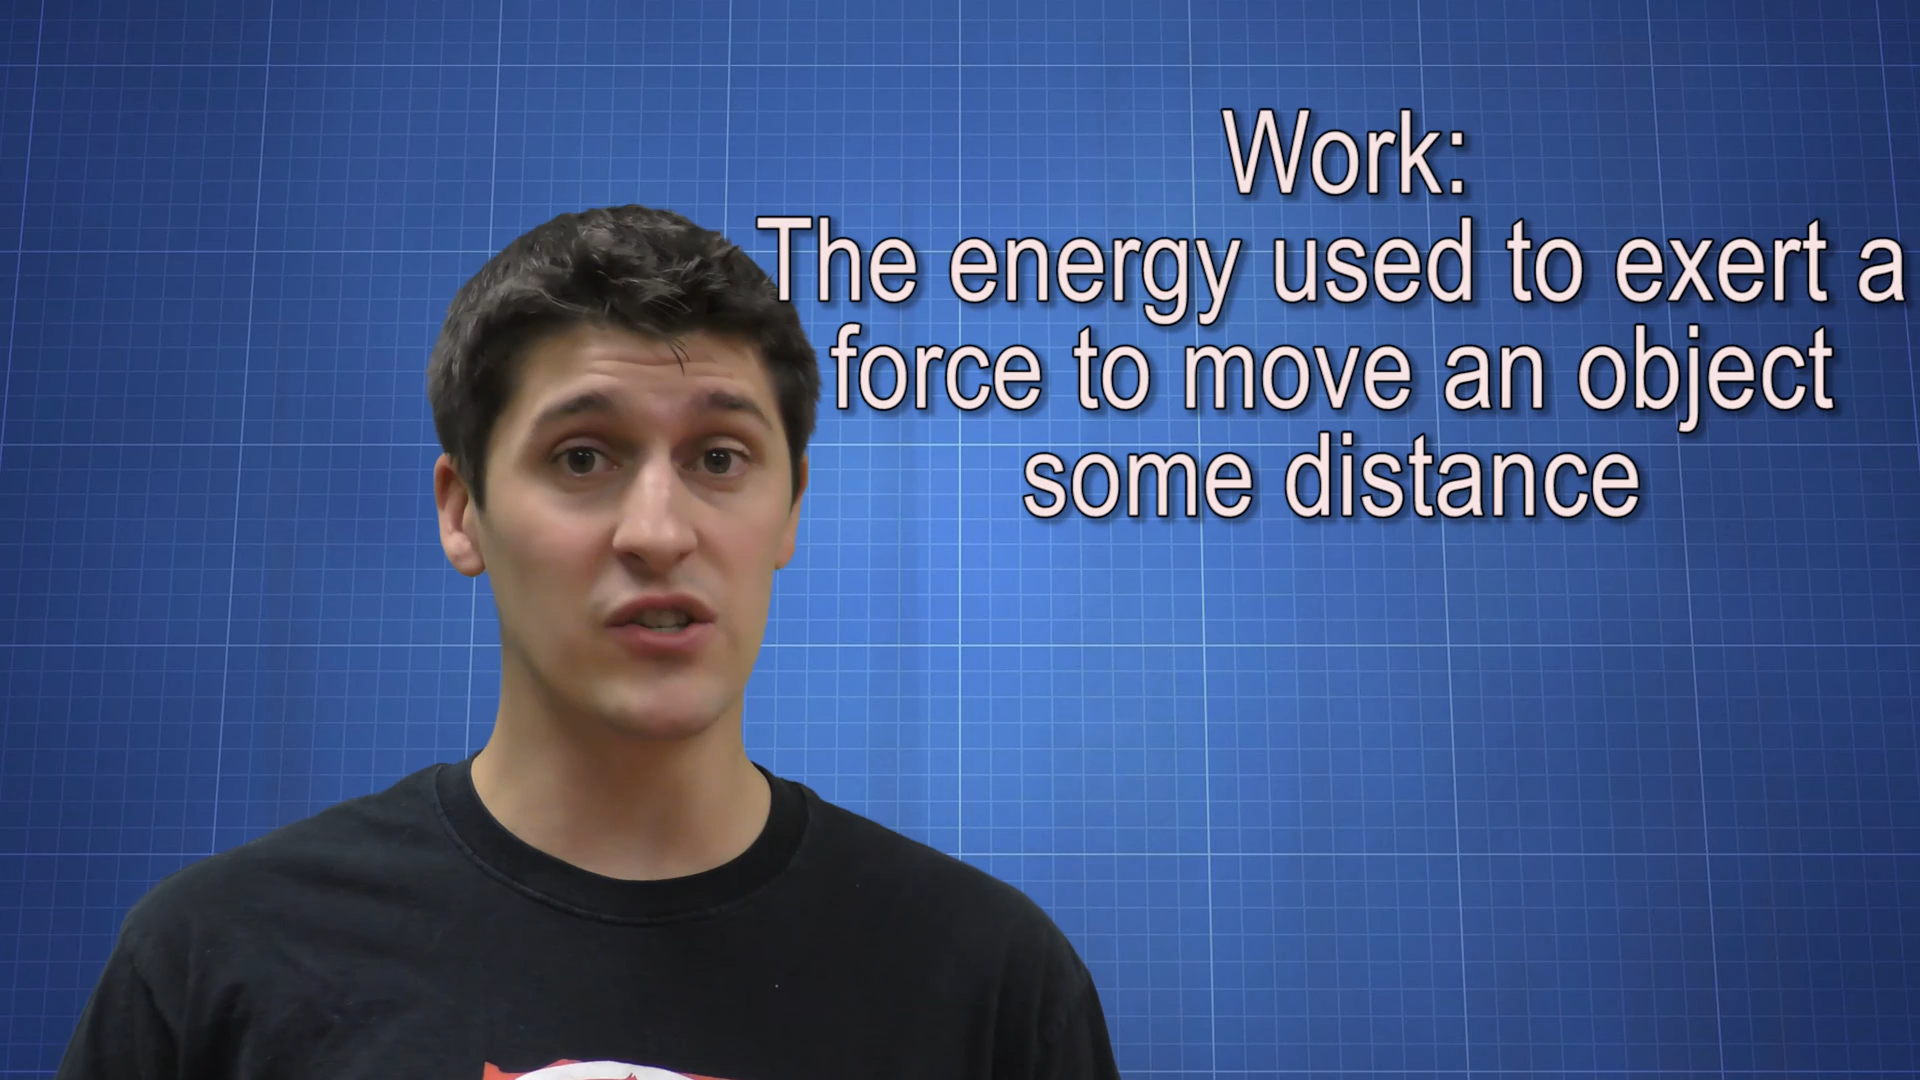 Work:
The energy used to exert a
force to move an object
some distance